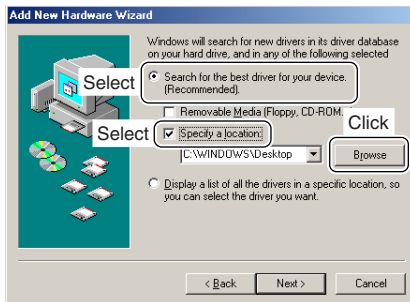 Add New Hardware Wizard
Windows will search for new drivers in its driver database
on your hard drive, and in any of the following selected
Select
Search for the best driver for your device.
(Recommended).
Removable Media (Floppy, CD-ROM
Click
Select
Specify a location:
C:\WINDOWS\Desktop
Browse
Display a list of all the drivers in a specific location, so
you can select the driver you want.
< Back
Next >
Cancel